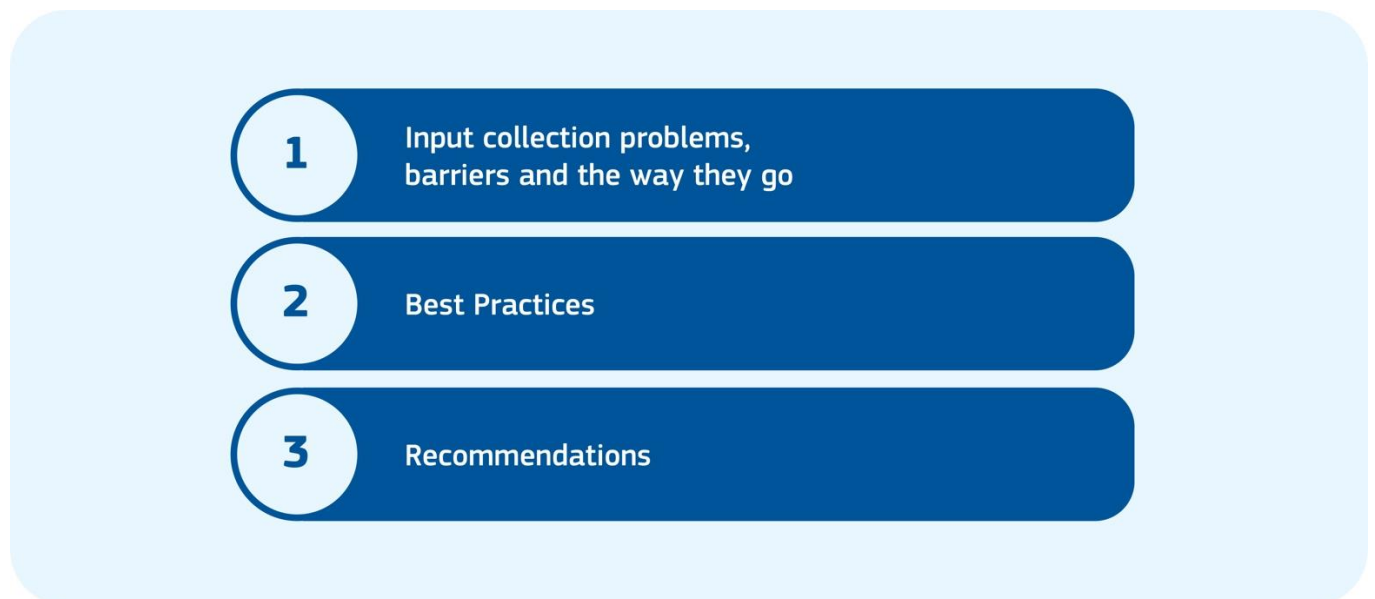 1
Input collection problems,
barriers and the way they go
2
Best Practices
3
Recommendations